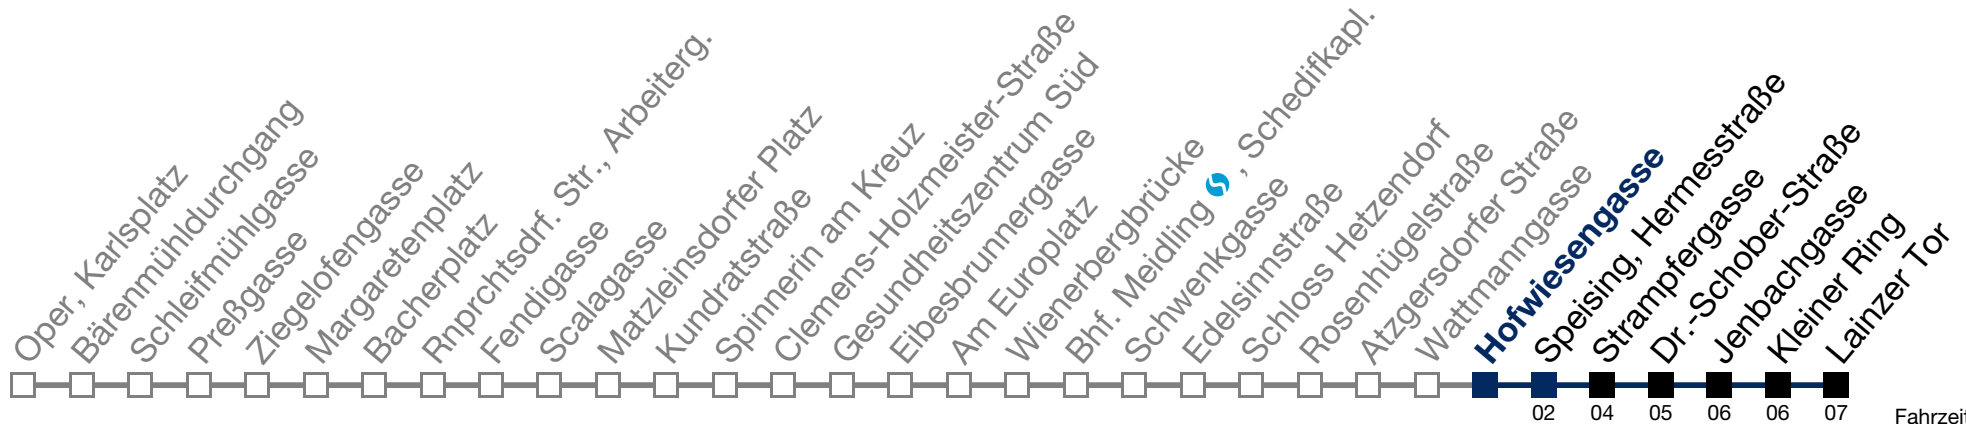 Oper, Karlsplatz
Bärenmühldurchgang
Schleifmühlgasse
Preßgasse
Ziegelofengasse
Margaretenplatz
Bacherplatz
Rnprchtsdrf. Str., Arbeiterg.
Fendigasse
Scalagasse
Matzleinsdorfer Platz
Kundratstraße
Spinnerin am Kreuz
Clemens-Holzmeister-Straße
Gesundheitszentrum Süd
Eibesbrunnergasse
Am Europlatz
Wienerbergbrücke
Bhf. Meidling , Schedifkapl.
Schwenkgasse
Edelsinnstraße
Schloss Hetzendorf
Rosenhügelstraße
Atzgersdorfer Straße
Wattmanngasse
Hofwiesengasse
Speising, Hermesstraße
Strampfergasse
Dr.-Schober-Straße
Jenbachgasse
Kleiner Ring
Lainzer Tor
02 04 05 06 06 07 Fahrzeit